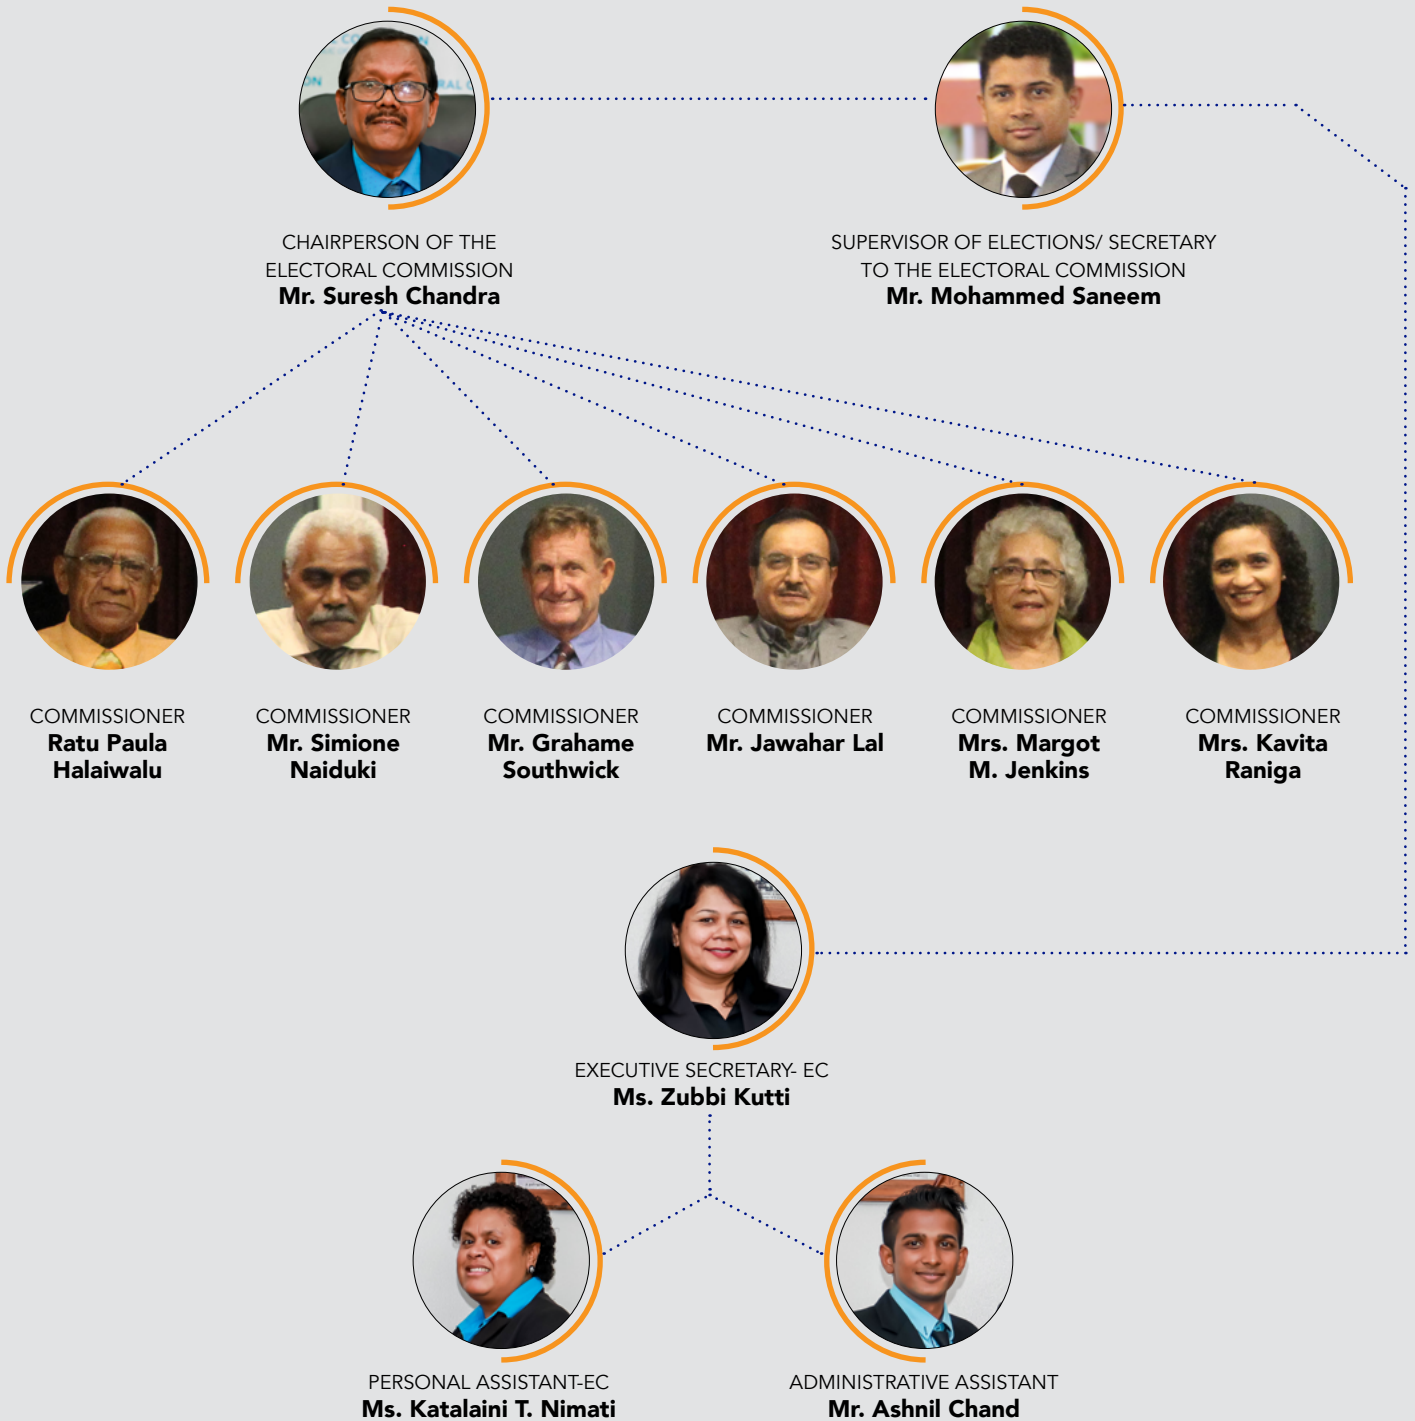 CHAIRPERSON OF THE
ELECTORAL COMMISSION
Mr. Suresh Chandra
SUPERVISOR OF ELECTIONS/ SECRETARY
TO THE ELECTORAL COMMISSION
Mr. Mohammed Saneem
COMMISSIONER
Ratu Paula
Halaiwalu
COMMISSIONER
Mr. Simione
Naiduki
COMMISSIONER
Mr. Grahame
Southwick
COMMISSIONER
Mr. Jawahar Lal
COMMISSIONER
Mrs. Margot
M. Jenkins
COMMISSIONER
Mrs. Kavita
Raniga
EXECUTIVE SECRETARY- EC
Ms. Zubbi Kutti
PERSONAL ASSISTANT-EC
Ms. Katalaini T. Nimati
ADMINISTRATIVE ASSISTANT
Mr. Ashnil Chand